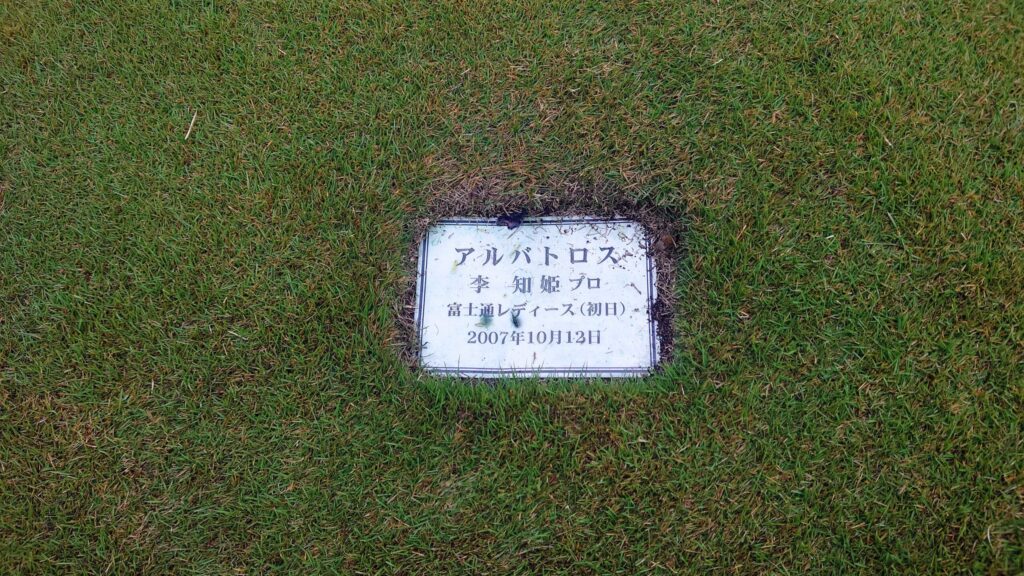 アルバトロス
李 知姫プロ
富士通レディース(初日)
2007年10月12日